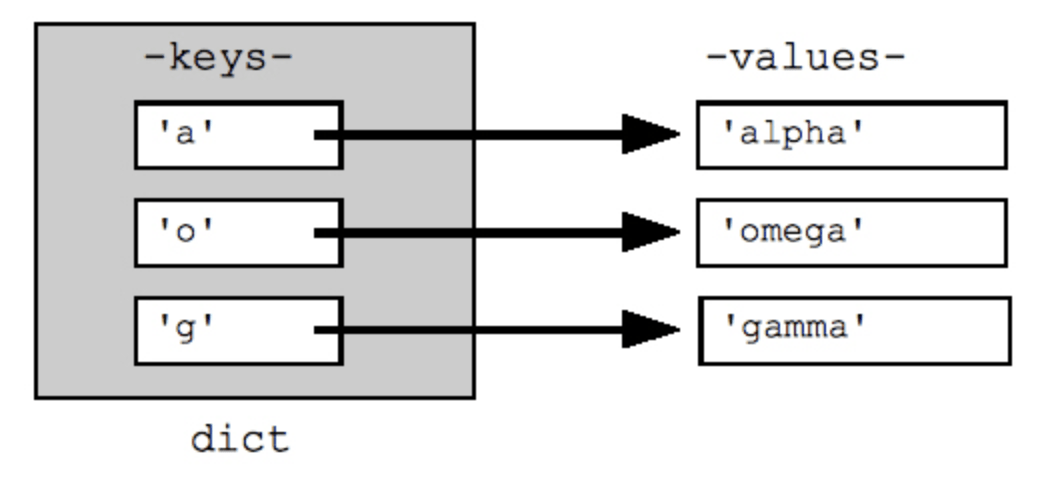 -keys- -values-
'a' 'alpha'
'o' 'omega'
'g' 'gamma'
dict